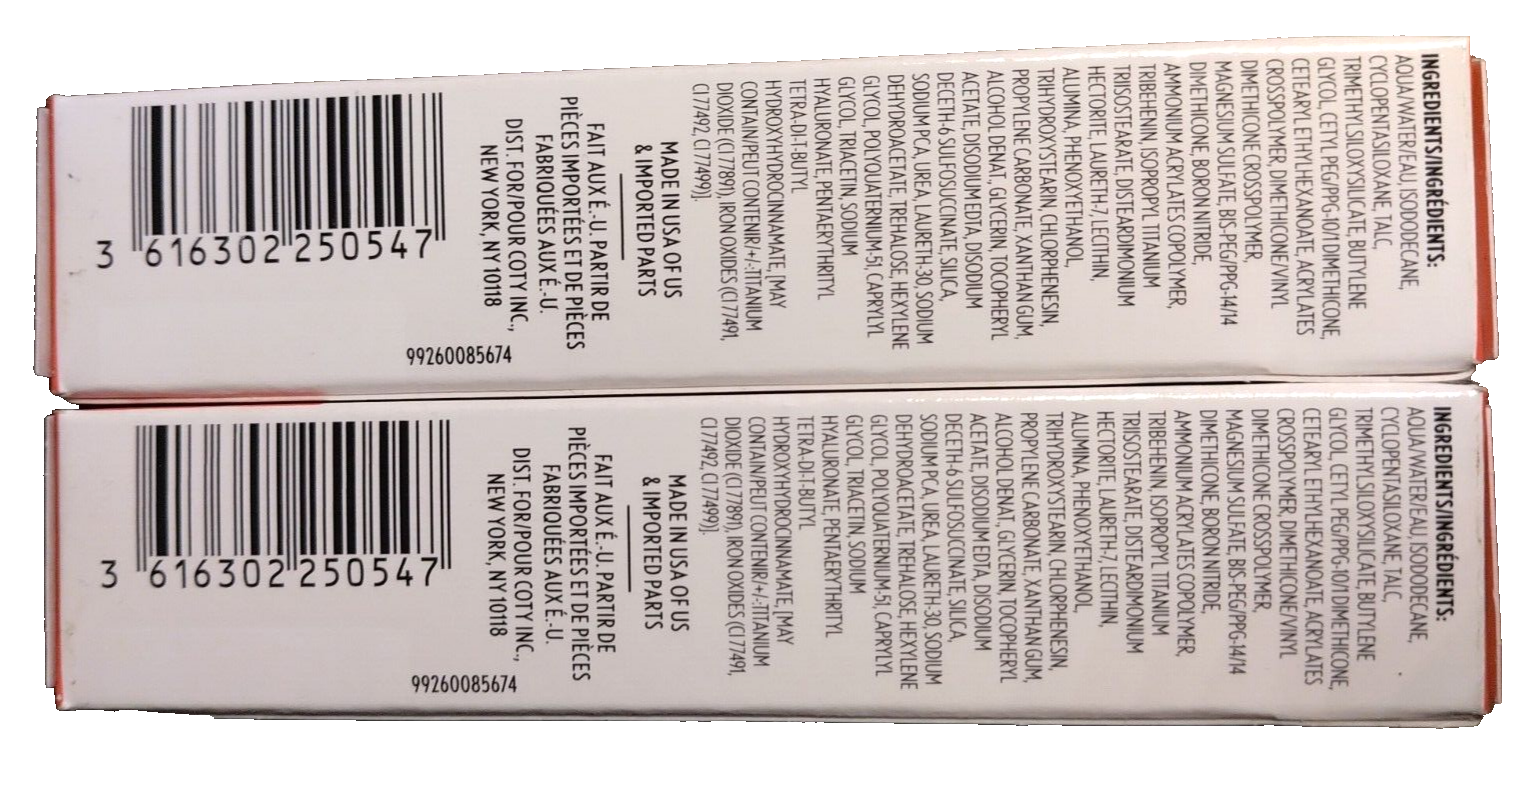 INGREDIENTS/INGRÉDIENTS:
AQUA/WATER/EAU, ISODODECANE,
CYCLOPENTASILOXANE, TALC,
TRIMETHYLSILOXYSILICATE, BUTYLENE
GLYCOL, CETYL PEG/PPG-10/1 DIMETHICONE,
CETEARYL ETHYLHEXANOATE, ACRYLATES
CROSSPOLYMER, DIMETHICONE/VINYL
DIMETHICONE CROSSPOLYMER,
MAGNESIUM SULFATE, BIS-PEG/PPG-14/14
DIMETHICONE, BORON NITRIDE,
AMMONIUM ACRYLATES COPOLYMER,
TRIBEHENIN, ISOPROPYL TITANIUM
TRIISOSTEARATE, DISTEARDIMONIUM
HECTORITE, LAURETH-7, LECITHIN,
ALUMINA, PHENOXYETHANOL,
TRIHYDROXYSTEARIN, CHLORPHENESIN,
PROPYLENE CARBONATE, XANTHAN GUM,
ALCOHOL DENAT., GLYCERIN, TOCOPHERYL
ACETATE, DISODIUM EDTA, DISODIUM
DECETH-6 SULFOSUCCINATE, SILICA,
SODIUM PCA, UREA, LAURETH-30, SODIUM
DEHYDROACETATE, TREHALOSE, HEXYLENE
GLYCOL, POLYQUATERNIUM-51, CAPRYLYL
GLYCOL, TRIACETIN, SODIUM
HYALURONATE, PENTAERYTHRITYL
TETRA-DI-T-BUTYL
HYDROXYHYDROCINNAMATE, [MAY
CONTAIN/PEUT CONTENIR/+/-:TITANIUM
DIOXIDE (CI 77891), IRON OXIDES (CI 77491,
CI 77492, CI 77499)].
MADE IN USA OF US
& IMPORTED PARTS
FAIT AUX É.-U. PARTIR DE
PIÈCES IMPORTÉES ET DE PIÈCES
FABRIQUÉES AUX É.-U.
DIST. FOR/POUR COTY INC.,
NEW YORK, NY 10118
99260085674
3 616302 250547
INGREDIENTS/INGRÉDIENTS:
AQUA/WATER/EAU, ISODODECANE,
CYCLOPENTASILOXANE, TALC,
TRIMETHYLSILOXYSILICATE, BUTYLENE
GLYCOL, CETYL PEG/PPG-10/1 DIMETHICONE,
CETEARYL ETHYLHEXANOATE, ACRYLATES
CROSSPOLYMER, DIMETHICONE/VINYL
DIMETHICONE CROSSPOLYMER,
MAGNESIUM SULFATE, BIS-PEG/PPG-14/14
DIMETHICONE, BORON NITRIDE,
AMMONIUM ACRYLATES COPOLYMER,
TRIBEHENIN, ISOPROPYL TITANIUM
TRIISOSTEARATE, DISTEARDIMONIUM
HECTORITE, LAURETH-7, LECITHIN,
ALUMINA, PHENOXYETHANOL,
TRIHYDROXYSTEARIN, CHLORPHENESIN,
PROPYLENE CARBONATE, XANTHAN GUM,
ALCOHOL DENAT., GLYCERIN, TOCOPHERYL
ACETATE, DISODIUM EDTA, DISODIUM
DECETH-6 SULFOSUCCINATE, SILICA,
SODIUM PCA, UREA, LAURETH-30, SODIUM
DEHYDROACETATE, TREHALOSE, HEXYLENE
GLYCOL, POLYQUATERNIUM-51, CAPRYLYL
GLYCOL, TRIACETIN, SODIUM
HYALURONATE, PENTAERYTHRITYL
TETRA-DI-T-BUTYL
HYDROXYHYDROCINNAMATE, [MAY
CONTAIN/PEUT CONTENIR/+/-:TITANIUM
DIOXIDE (CI 77891), IRON OXIDES (CI 77491,
CI 77492, CI 77499)].
MADE IN USA OF US
& IMPORTED PARTS
FAIT AUX É.-U. PARTIR DE
PIÈCES IMPORTÉES ET DE PIÈCES
FABRIQUÉES AUX É.-U.
DIST. FOR/POUR COTY INC.,
NEW YORK, NY 10118
99260085674
3 616302 250547